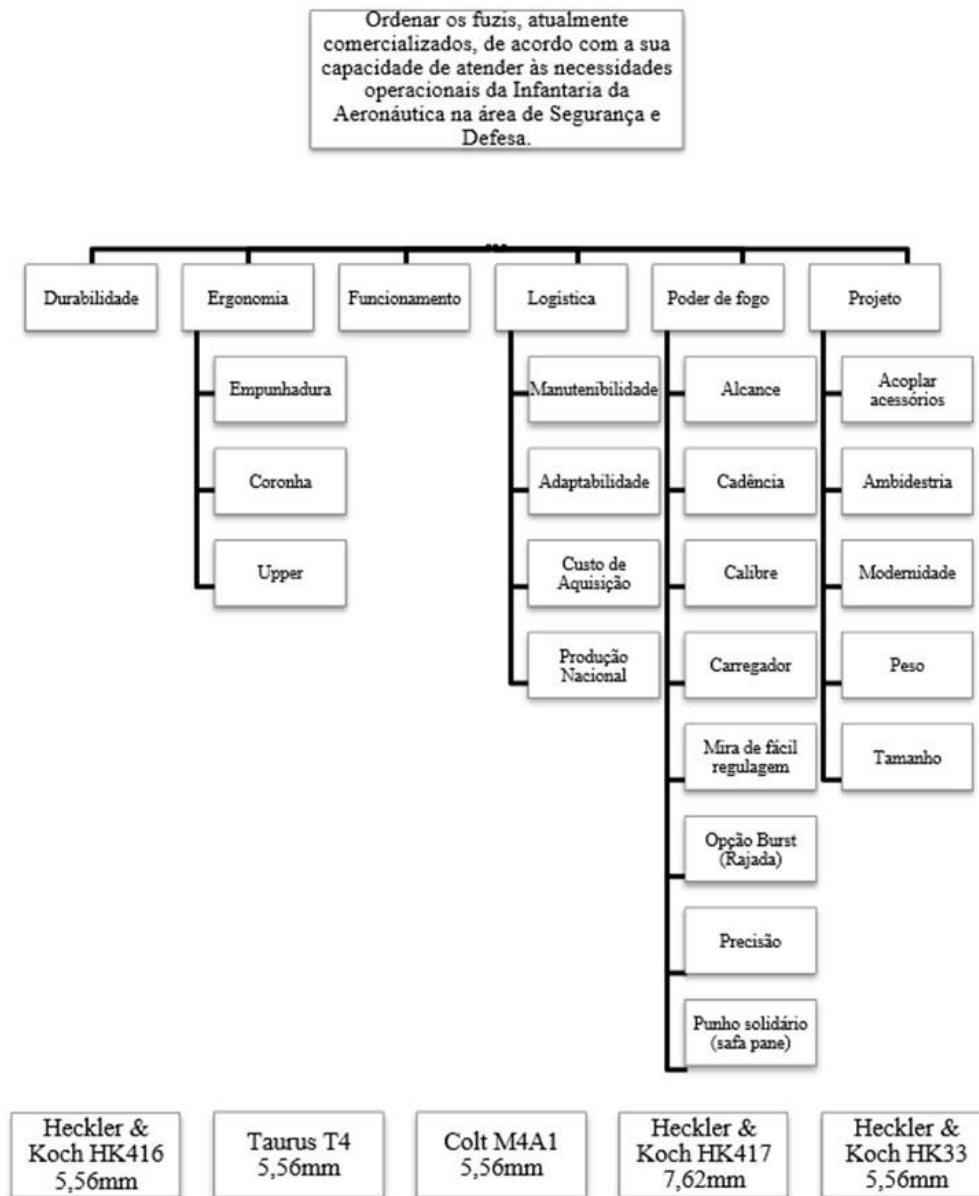 Ordenar os fuzis, atualmente
comercializados, de acordo com a sua
capacidade de atender às necessidades
operacionais da Infantaria da
Aeronáutica na área de Segurança e
Defesa.
Durabilidade
Ergonomia
Funcionamento
Logistica
Poder de fogo
Projeto
Empunhadura
Coronha
Upper
Manutenibilidade
Adaptabilidade
Custo de
Aquisição
Produção
Nacional
Alcance
Cadência
Calibre
Carregador
Mira de fácil
regulagem
Opção Burst
(Rajada)
Precisão
Punho solidário
(safa pane)
Acoplar
acessórios
Ambidestria
Modernidade
Peso
Tamanho
Heckler &
Koch HK416
5,56mm
Taurus T4
5,56mm
Colt M4A1
5,56mm
Heckler &
Koch HK417
7,62mm
Heckler &
Koch HK33
5,56mm